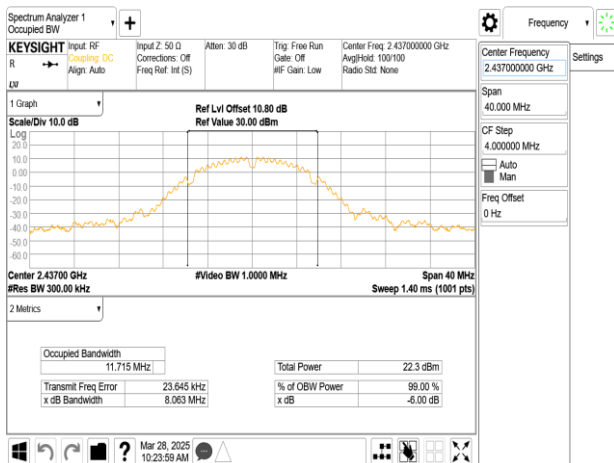 Spectrum Analyzer 1
Occupied BW
KEYSIGHT
R
LXI
Input: RF
Coupling: DC
Align: Auto
Input Z: 50 Ω
Corrections: Off
Freq Ref: Int (S)
Atten: 30 dB
Trig: Free Run
Gate: Off
#IF Gain: Low
Center Freq: 2.437000000 GHz
Avg|Hold: 100/100
Radio Std: None
1 Graph
Scale/Div 10.0 dB
Ref Lvl Offset 10.80 dB
Ref Value 30.00 dBm
Log
20.0
10.0
0.00
-10.0
-20.0
-30.0
-40.0
-50.0
-60.0
Center 2.43700 GHz
#Res BW 300.00 kHz
#Video BW 1.0000 MHz
Span 40 MHz
Sweep 1.40 ms (1001 pts)
2 Metrics
Occupied Bandwidth
11.715 MHz
Transmit Freq Error 23.645 kHz
x dB Bandwidth 8.063 MHz
Total Power 22.3 dBm
% of OBW Power 99.00 %
x dB -6.00 dB
?
Mar 28, 2025
10:23:59 AM
Frequency
Center Frequency
2.437000000 GHz
Settings
Span
40.000 MHz
CF Step
4.000000 MHz
Auto
Man
Freq Offset
0 Hz